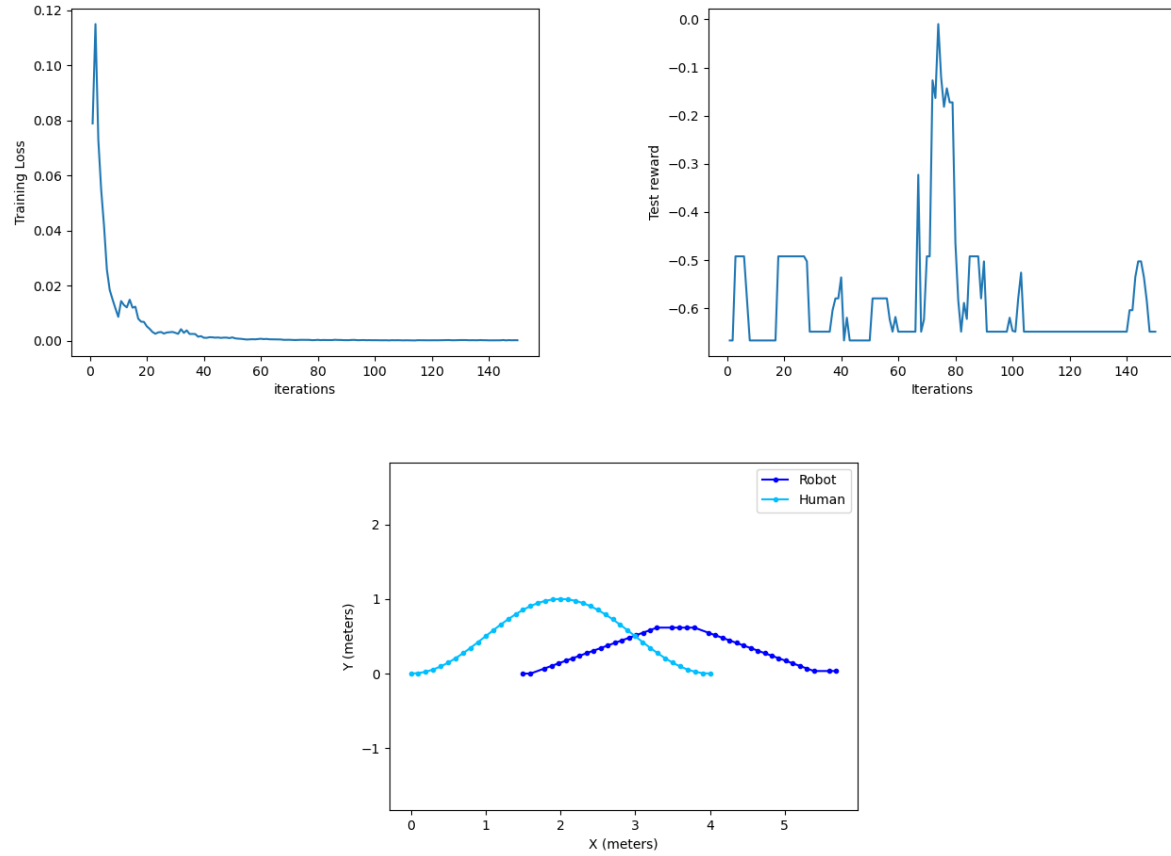 0.12
0.10
0.08
0.06
0.04
0.02
0.00
Training Loss
0 20 40 60 80 100 120 140
iterations
0.0
−0.1
−0.2
−0.3
−0.4
−0.5
−0.6
Test reward
0 20 40 60 80 100 120 140
Iterations
Robot
Human
2
1
0
−1
Y (meters)
0 1 2 3 4 5
X (meters)